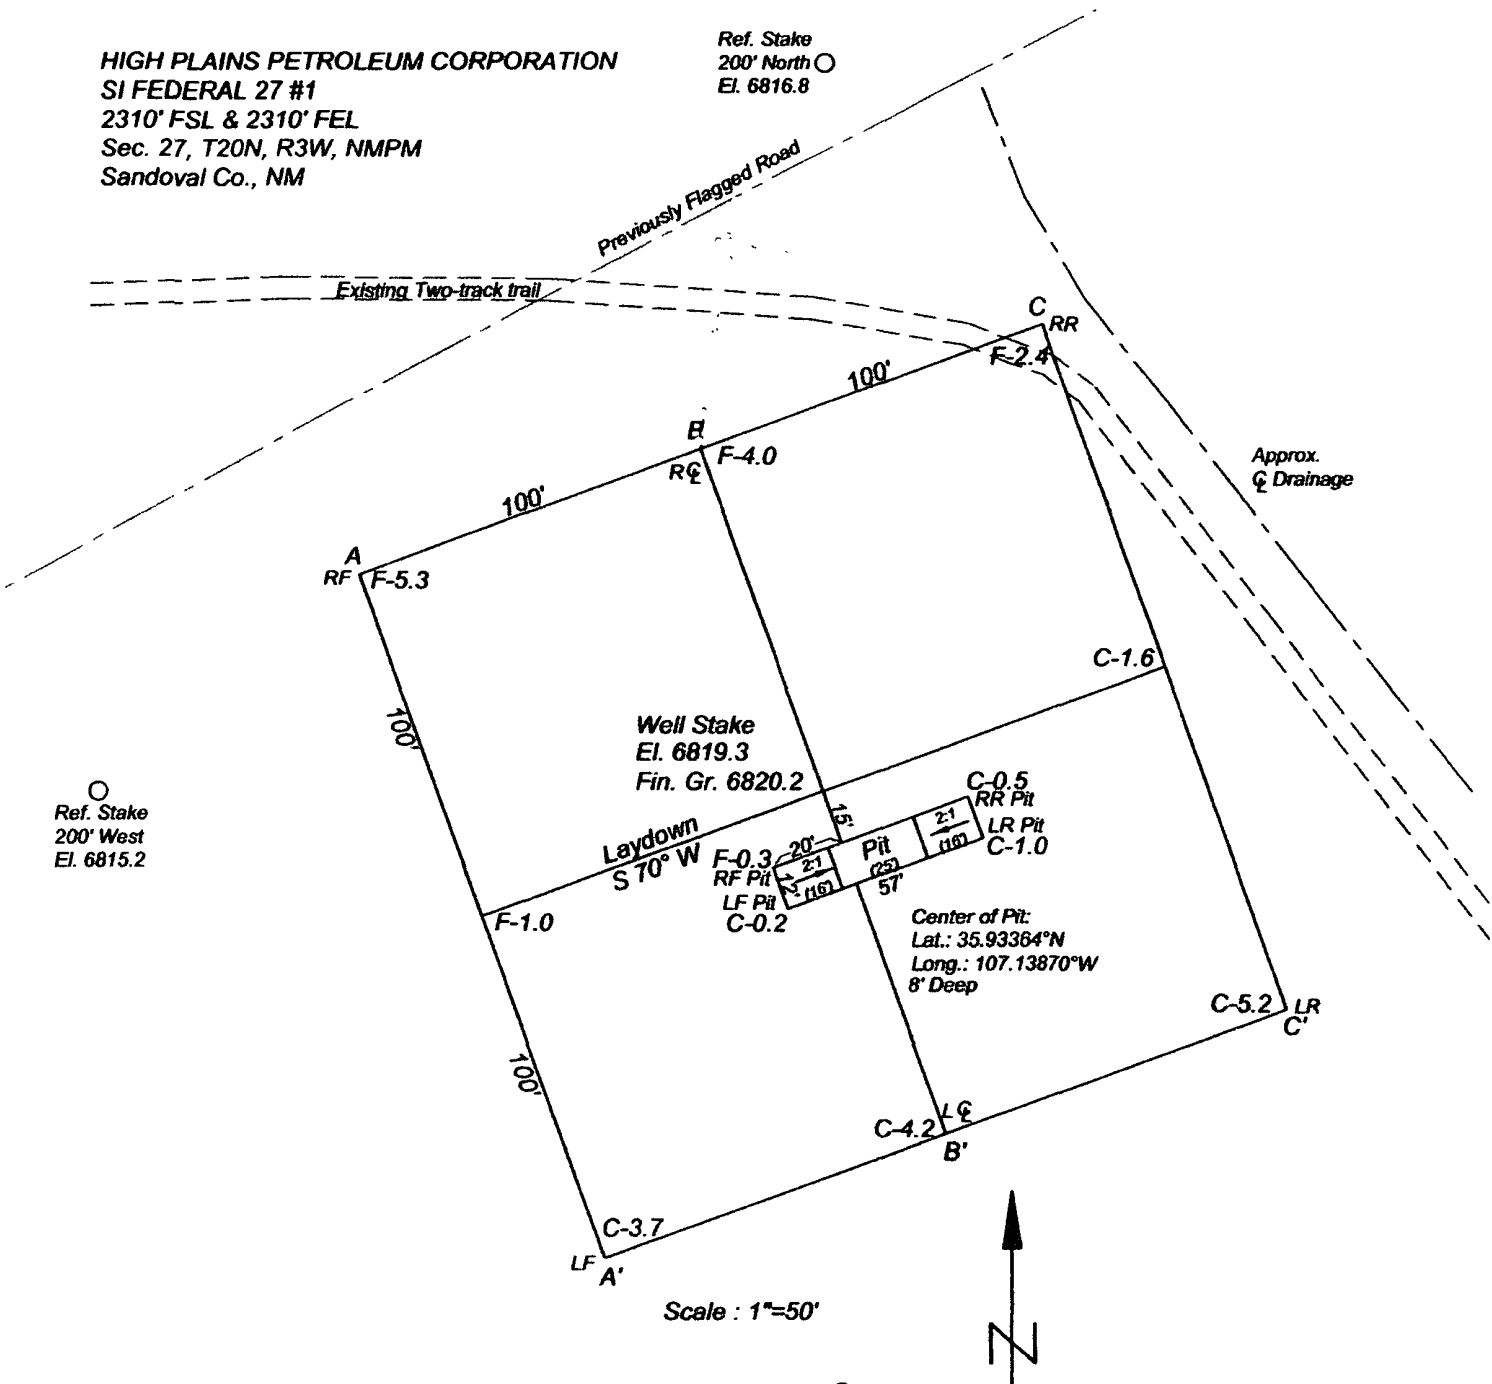 HIGH PLAINS PETROLEUM CORPORATION
SI FEDERAL 27 #1
2310' FSL & 2310' FEL
Sec. 27, T20N, R3W, NMPM
Sandoval Co., NM
Ref. Stake
200' North
El. 6816.8
Previously Flagged Road
Existing Two-track trail
C
RR
F-2.4
100'
B
R℄
F-4.0
100'
Approx.
℄ Drainage
A
RF
F-5.3
100'
C-1.6
Well Stake
El. 6819.3
Fin. Gr. 6820.2
Ref. Stake
200' West
El. 6815.2
Laydown
S 70° W
15'
C-0.5
RR Pit
LR Pit
C-1.0
2:1
(16')
Pit
(25')
57'
20'
2:1
(16')
12'
F-0.3
RF Pit
LF Pit
C-0.2
F-1.0
Center of Pit:
Lat.: 35.93364°N
Long.: 107.13870°W
8' Deep
C-5.2
LR
C'
100'
L℄
C-4.2
B'
C-3.7
LF
A'
Scale : 1"=50'
N